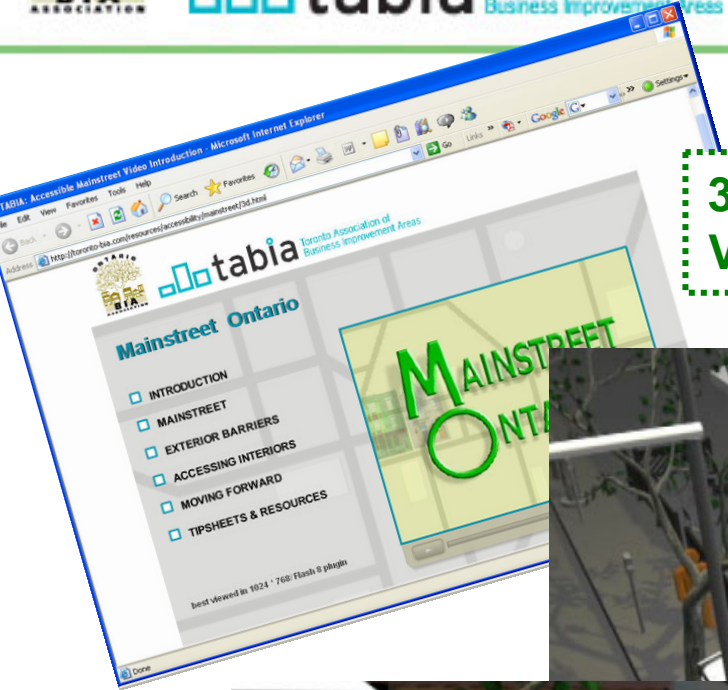 ASSOCIATION
tabia
Business Improvement Areas
TABIA: Accessible Mainstreet Video Introduction - Microsoft Internet Explorer
File Edit View Favorites Tools Help
Back Search Favorites
Address http://toronto-bia.com/resources/accessibility/mainstreet/3d.html
Go Links » Google G » Settings
ONTARIO
BIA
ASSOCIATION
tabia
Toronto Association of
Business Improvement Areas
Mainstreet Ontario
INTRODUCTION
MAINSTREET
EXTERIOR BARRIERS
ACCESSING INTERIORS
MOVING FORWARD
TIPSHEETS & RESOURCES
best viewed in 1024 * 768/ Flash 8 plugin
MAINSTREET
ONT
Done
3
V